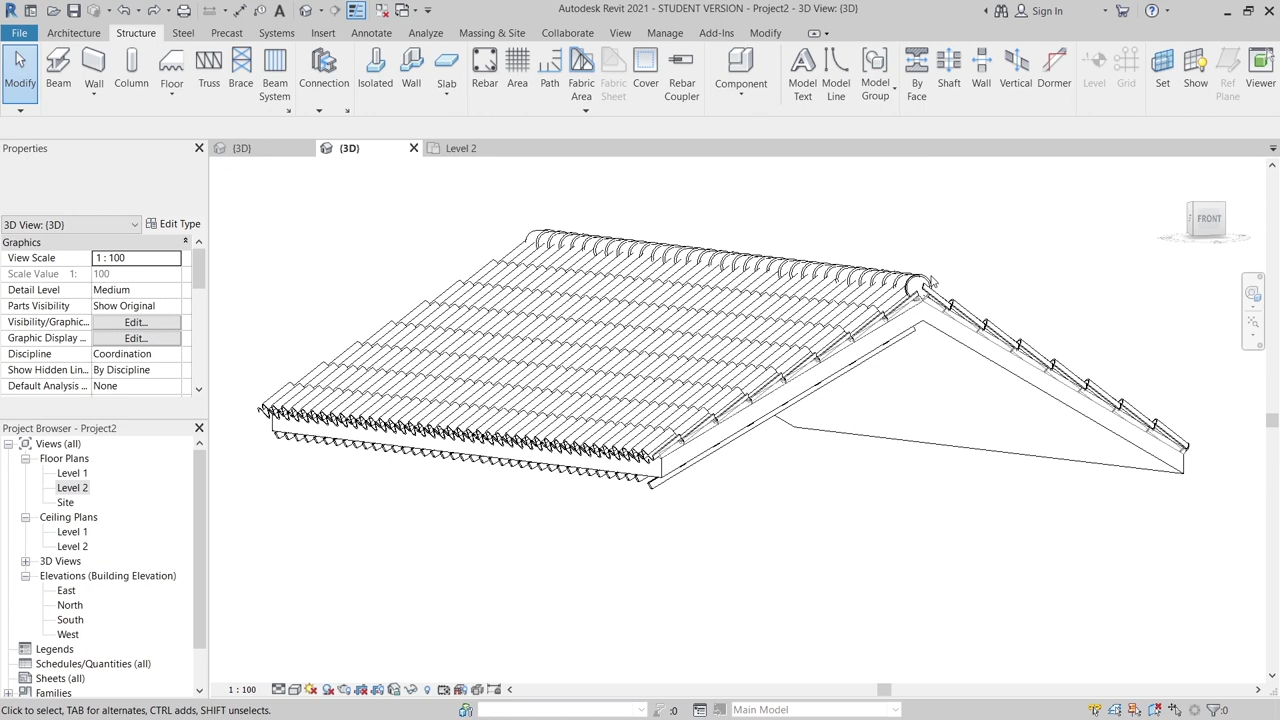 Autodesk Revit 2021 - STUDENT VERSION - Project2 - 3D View: {3D}
Sign In
File Architecture Structure Steel Precast Systems Insert Annotate Analyze Massing & Site Collaborate View Manage Add-Ins Modify
Modify Beam Wall Column Floor Truss Brace Beam System Connection Isolated Wall Slab Rebar Area Path Fabric Area Fabric Sheet Cover Rebar Coupler Component Model Text Model Line Model Group By Face Shaft Wall Vertical Dormer Level Grid Set Show Ref Plane Viewer
Properties
{3D} {3D} Level 2
3D View: {3D} Edit Type
Graphics
View Scale 1 : 100
Scale Value 1: 100
Detail Level Medium
Parts Visibility Show Original
Visibility/Graphic... Edit...
Graphic Display ... Edit...
Discipline Coordination
Show Hidden Lin... By Discipline
Default Analysis ... None
FRONT
Project Browser - Project2
Views (all)
Floor Plans
Level 1
Level 2
Site
Ceiling Plans
Level 1
Level 2
3D Views
Elevations (Building Elevation)
East
North
South
West
Legends
Schedules/Quantities (all)
Sheets (all)
Families
1 : 100
Click to select, TAB for alternates, CTRL adds, SHIFT unselects.
:0
Main Model
:0